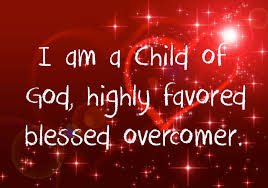 I am a Child of
God, highly favored
blessed overcomer.